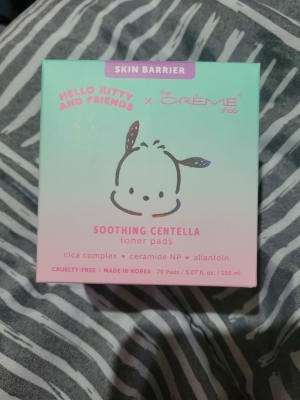 SKIN BARRIER
HELLO KITTY AND FRIENDS x the CRÈME shop
SOOTHING CENTELLA
toner pads
cica complex • ceramide NP • allantoin
CRUELTY-FREE | MADE IN KOREA 70 Pads / 5.07 fl. oz. / 150 ml